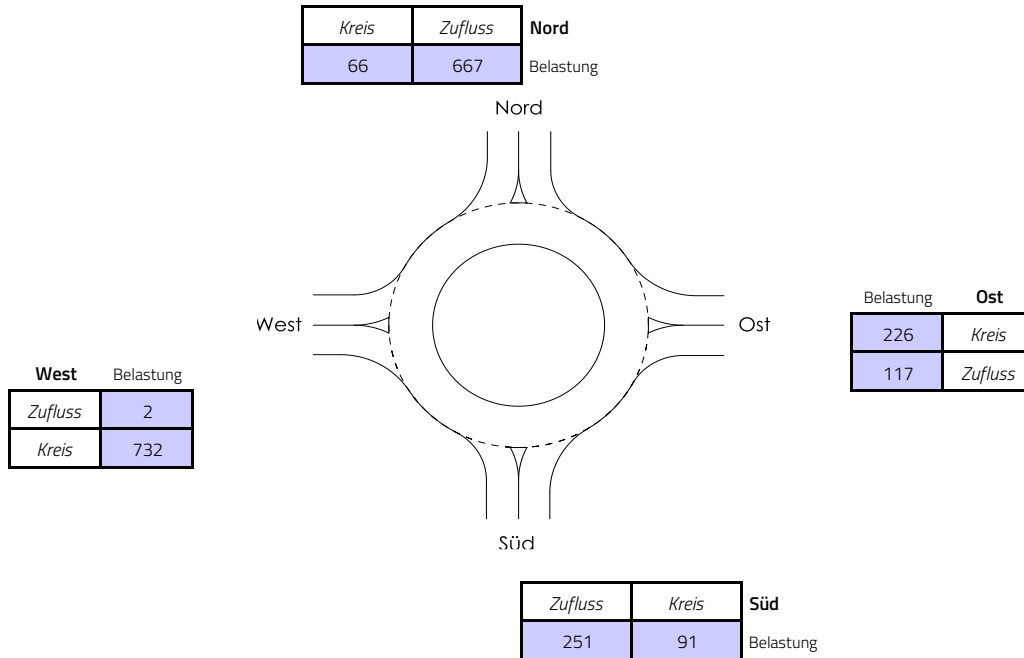 Kreis Zufluss Nord
66 667 Belastung
Nord
West
Ost
Belastung Ost
226 Kreis
117 Zufluss
West Belastung
Zufluss 2
Kreis 732
Süd
Zufluss Kreis Süd
251 91 Belastung